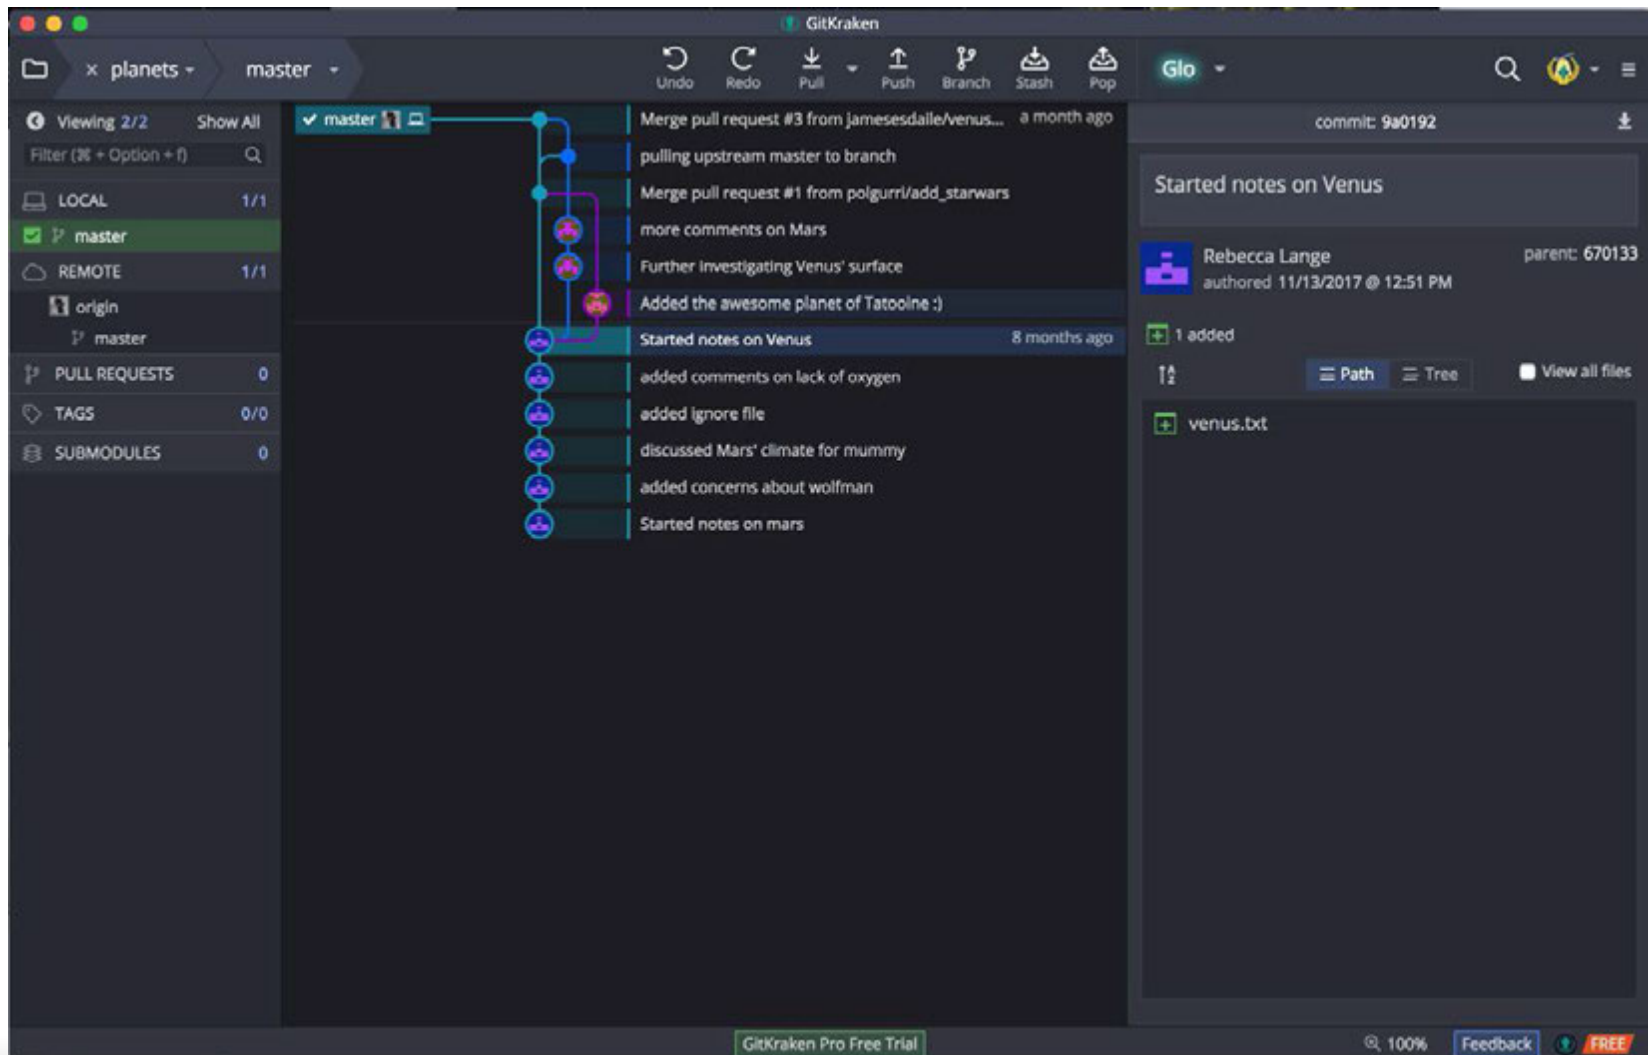 GitKraken
× planets
master
Undo Redo Pull Push Branch Stash Pop
Glo
Viewing 2/2 Show All
Filter (⌘ + Option + f)
LOCAL 1/1
master
REMOTE 1/1
origin
master
PULL REQUESTS 0
TAGS 0/0
SUBMODULES 0
master
Merge pull request #3 from jamesesdaile/venus... a month ago
pulling upstream master to branch
Merge pull request #1 from polgurri/add_starwars
more comments on Mars
Further investigating Venus' surface
Added the awesome planet of Tatooine :)
Started notes on Venus 8 months ago
added comments on lack of oxygen
added ignore file
discussed Mars' climate for mummy
added concerns about wolfman
Started notes on mars
commit: 9a0192
Started notes on Venus
Rebecca Lange parent: 670133
authored 11/13/2017 @ 12:51 PM
1 added
Path Tree View all files
venus.txt
GitKraken Pro Free Trial
100% Feedback FREE